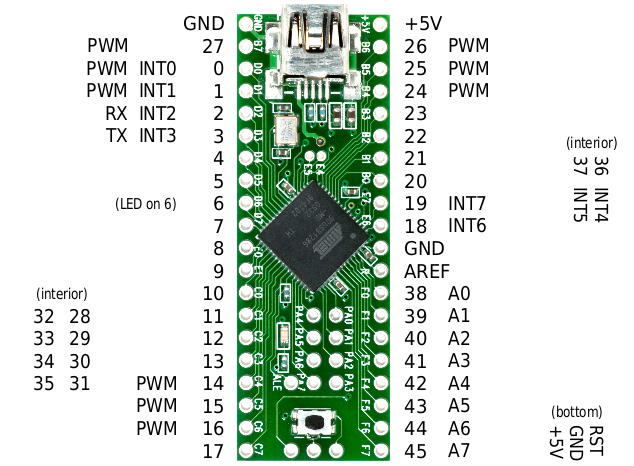 GND GND +5V +5V
PWM 27 B7 B6 26 PWM
PWM INT0 0 D0 B5 25 PWM
PWM INT1 1 D1 B4 24 PWM
RX INT2 2 D2 B3 23
TX INT3 3 D3 B2 22
4 D4 E5 E4 B1 21
5 D5 B0 20
(LED on 6) 6 D6 E7 19 INT7
7 D7 E6 18 INT6
8 E0 GND
9 E1 R AREF
10 C0 F0 38 A0
11 C1 PA4 PA0 F1 39 A1
12 C2 PA5 PA1 F2 40 A2
13 C3 PA6 PA2 F3 41 A3
PWM 14 C4 ALE PA7 PA3 F4 42 A4
PWM 15 C5 F5 43 A5
PWM 16 C6 F6 44 A6
17 C7 F7 45 A7
(interior)
32 28
33 29
34 30
35 31
(interior)
36 INT4
37 INT5
(bottom)
RST
GND
+5V
ATMEL